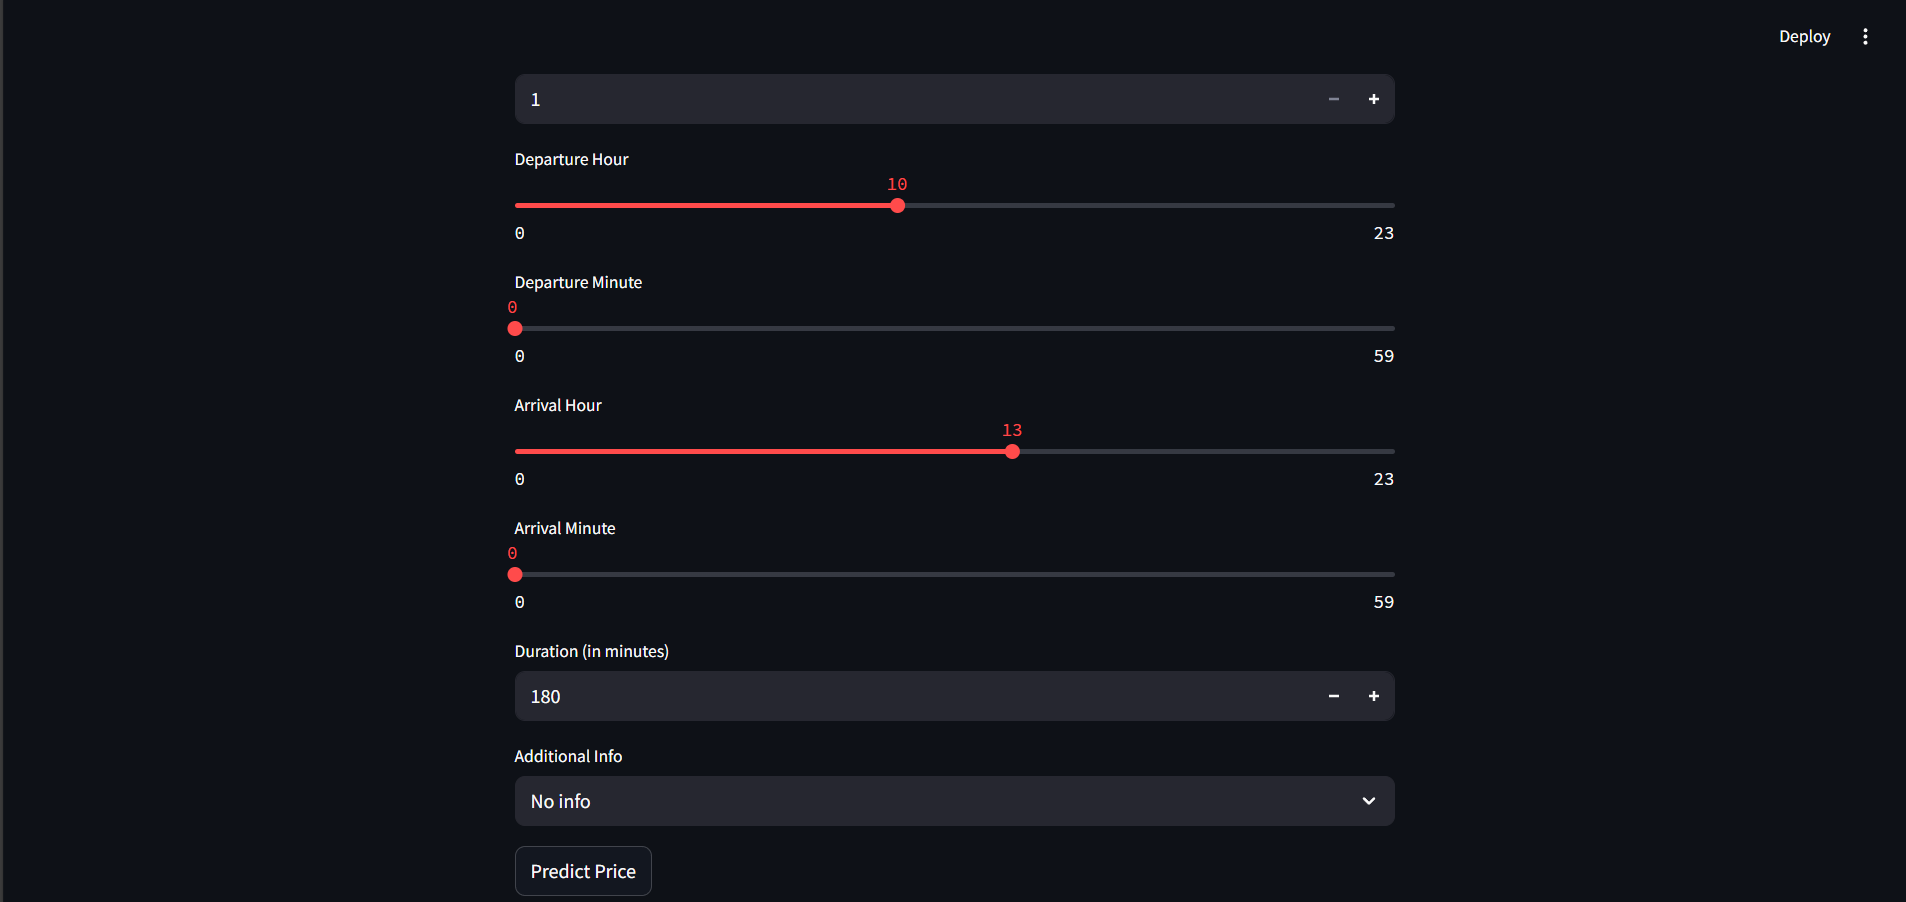 Deploy
1
Departure Hour
10
0 23
Departure Minute
0
0 59
Arrival Hour
13
0 23
Arrival Minute
0
0 59
Duration (in minutes)
180
Additional Info
No info
Predict Price